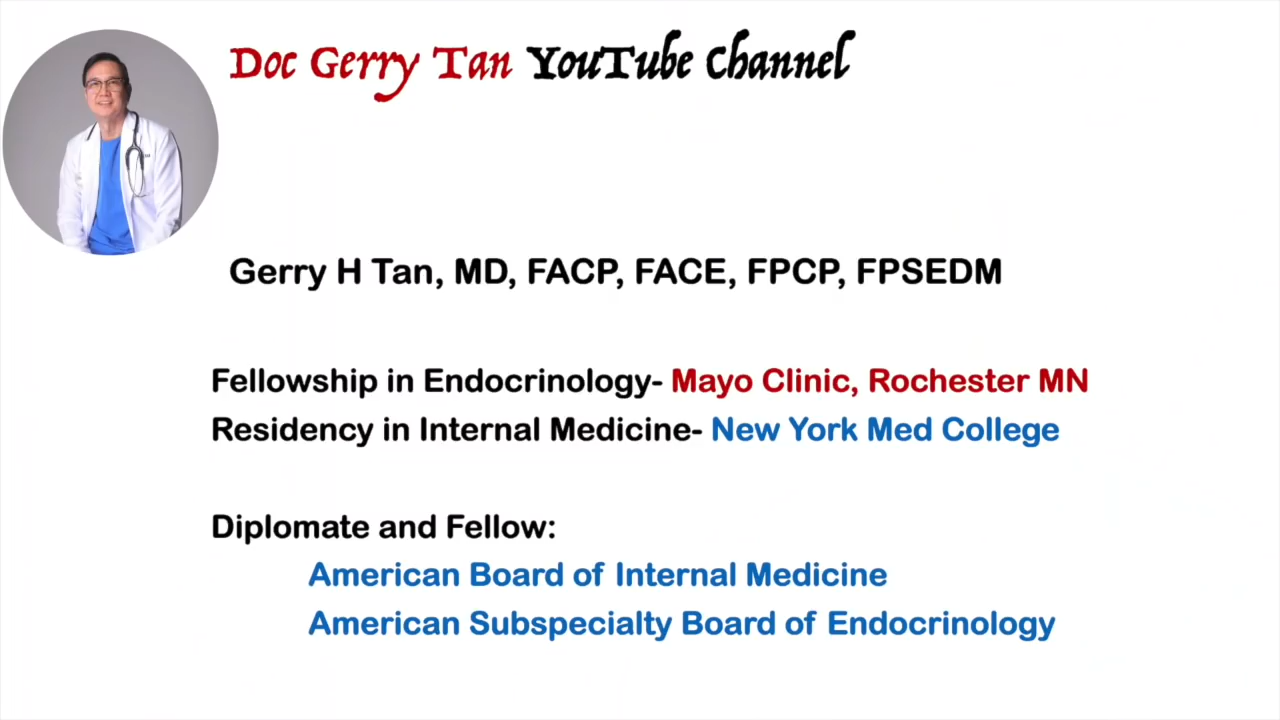 Doc Gerry Tan YouTube Channel
Gerry H Tan, MD, FACP, FACE, FPCP, FPSEDM
Fellowship in Endocrinology- Mayo Clinic, Rochester MN
Residency in Internal Medicine- New York Med College
Diplomate and Fellow:
American Board of Internal Medicine
American Subspecialty Board of Endocrinology